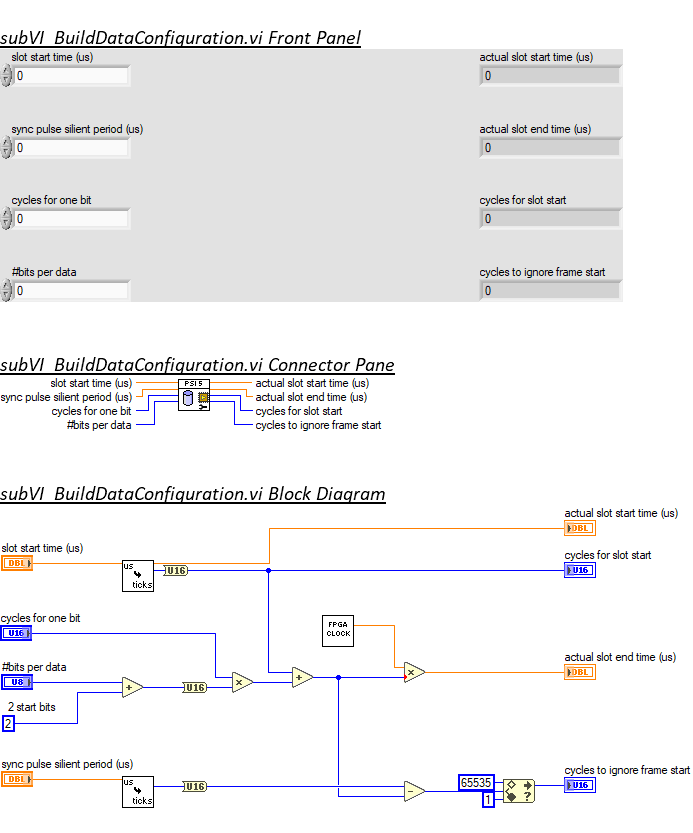 subVI_BuildDataConfiguration.vi Front Panel
slot start time (us)
actual slot start time (us)
0
0
sync pulse silient period (us)
actual slot end time (us)
0
0
cycles for one bit
cycles for slot start
0
0
#bits per data
cycles to ignore frame start
0
0
subVI_BuildDataConfiguration.vi Connector Pane
slot start time (us)
PSI5
actual slot start time (us)
sync pulse silient period (us)
actual slot end time (us)
cycles for one bit
cycles for slot start
#bits per data
cycles to ignore frame start
subVI_BuildDataConfiguration.vi Block Diagram
actual slot start time (us)
DBL
slot start time (us)
cycles for slot start
DBL
us
ticks
U16
U16
cycles for one bit
U16
FPGA
CLOCK
#bits per data
U8
+
U16
x
+
x
actual slot end time (us)
DBL
2 start bits
2
sync pulse silient period (us)
DBL
us
ticks
U16
-
65535
1
?
cycles to ignore frame start
U16